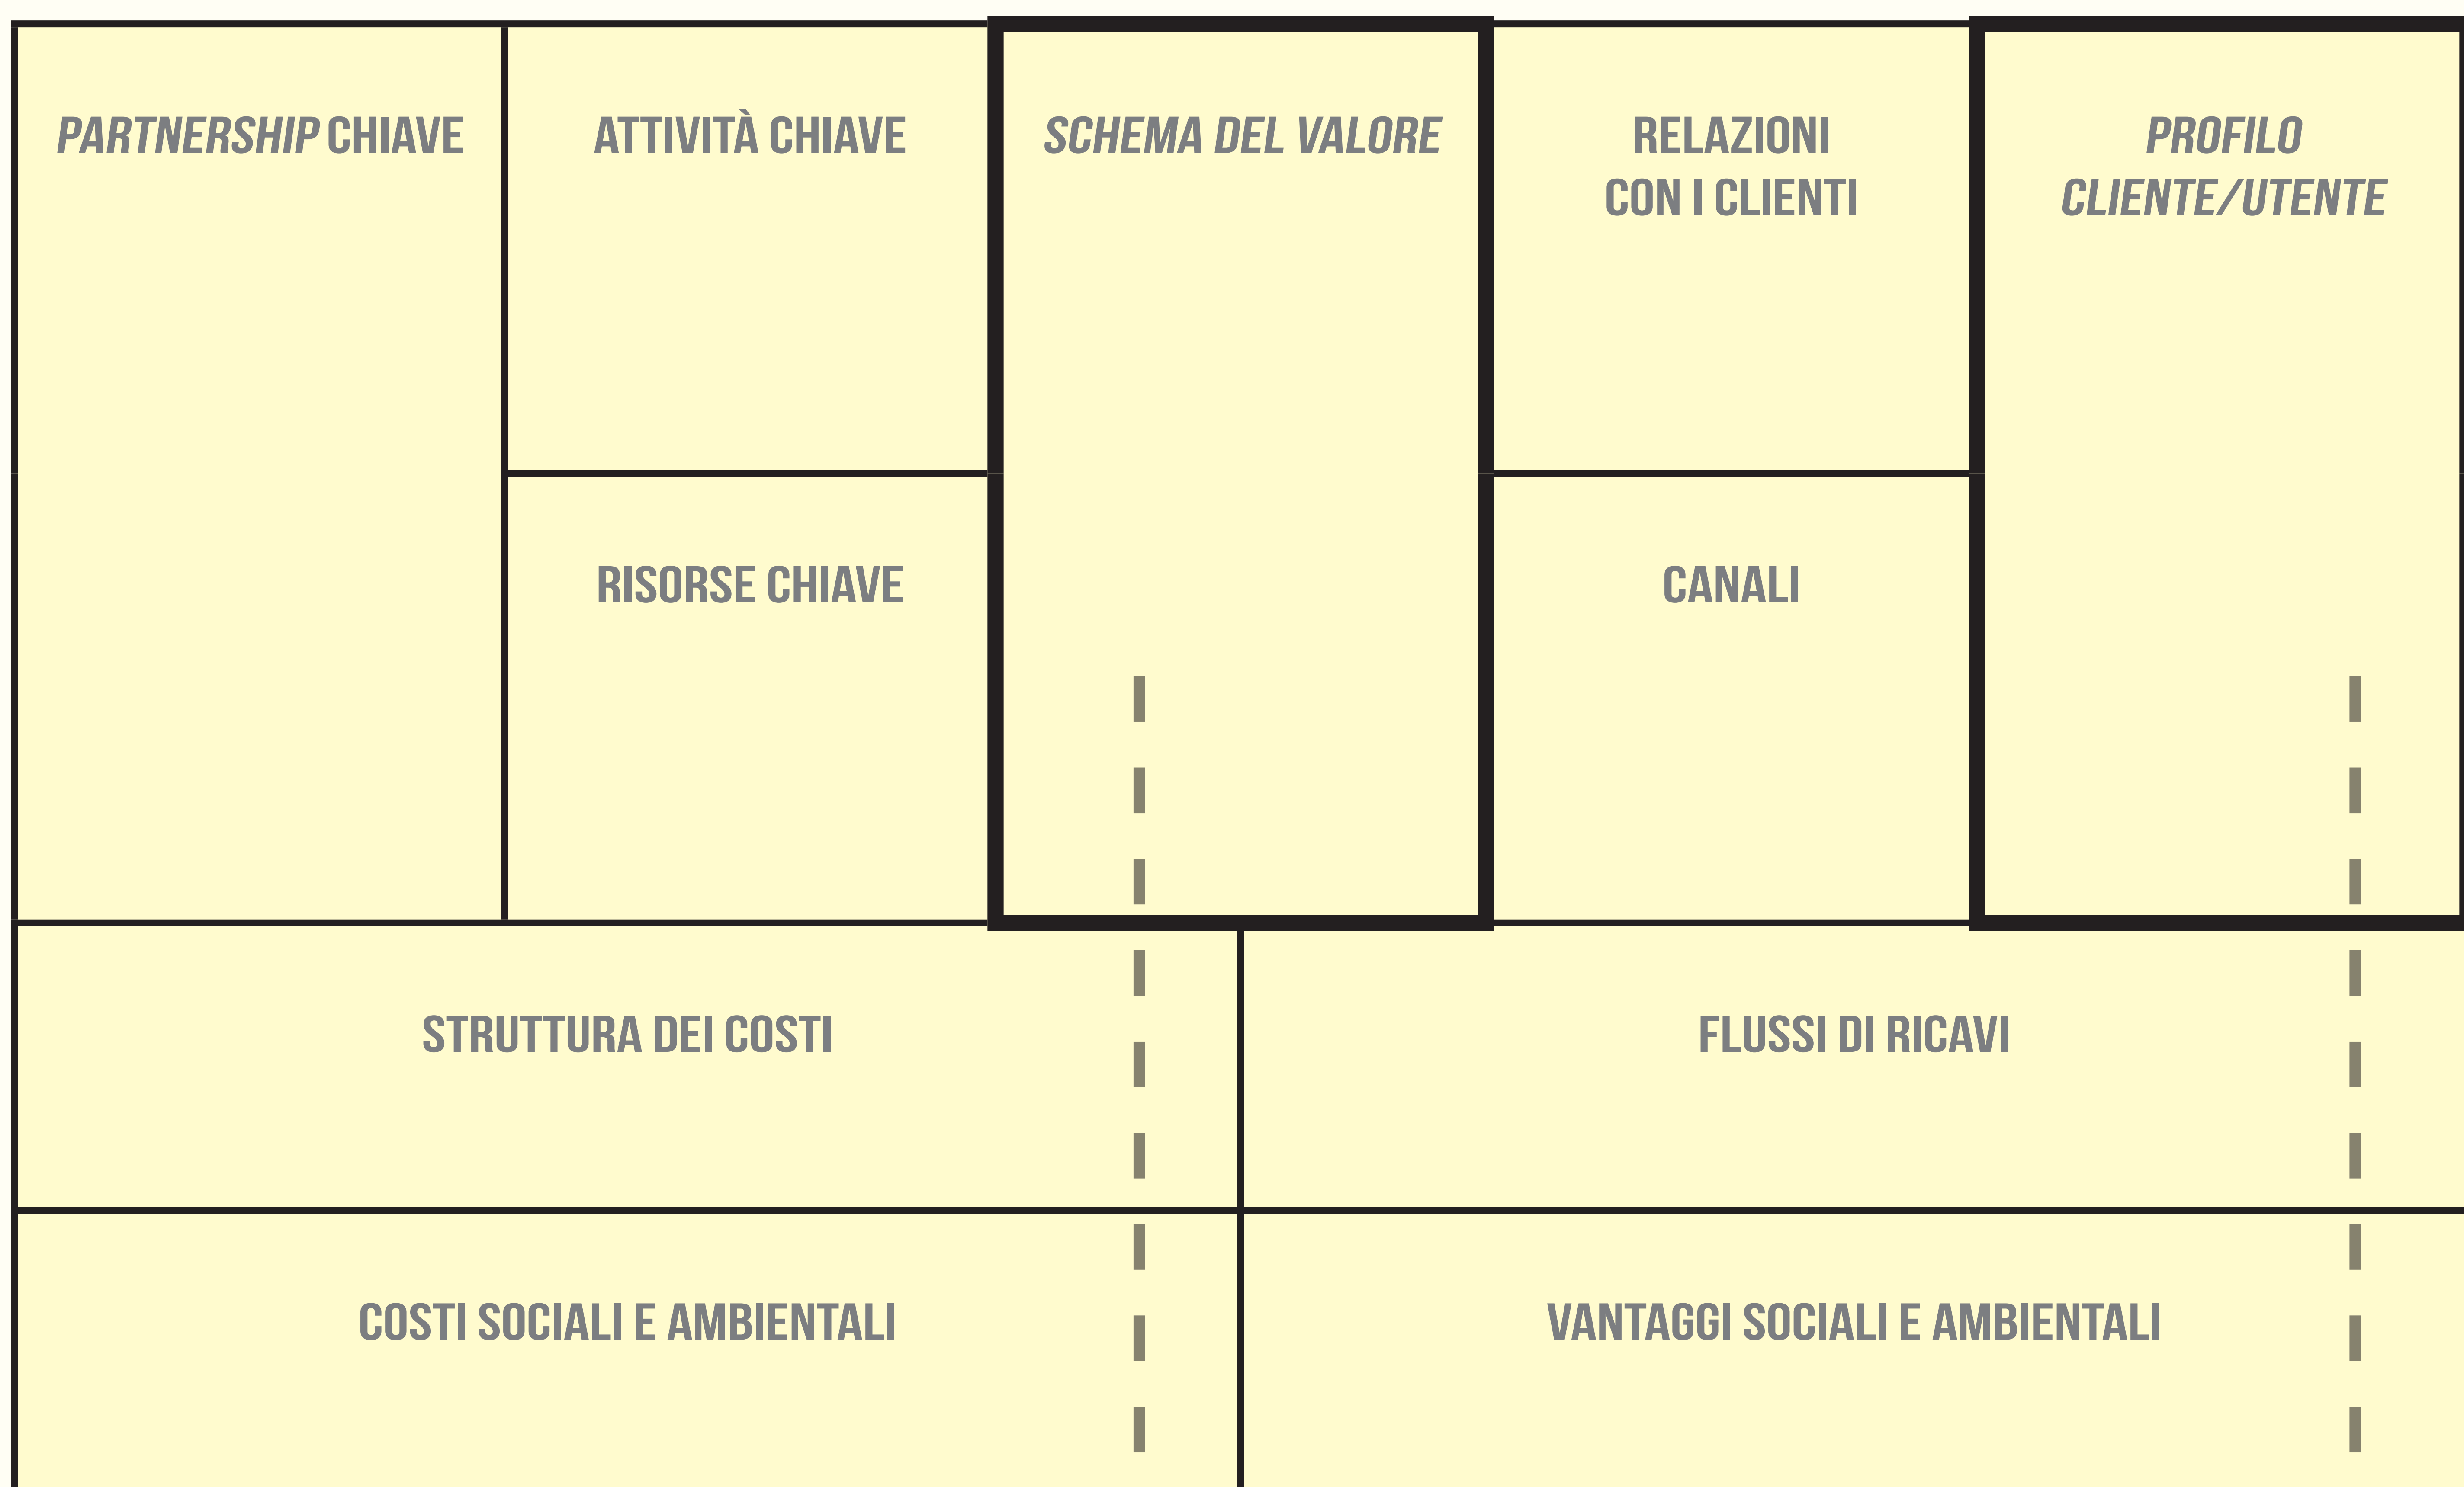 PARTNERSHIP CHIAVE
ATTIVITÀ CHIAVE
SCHEMA DEL VALORE
RELAZIONI
CON I CLIENTI
PROFILO
CLIENTE/UTENTE
RISORSE CHIAVE
CANALI
STRUTTURA DEI COSTI
FLUSSI DI RICAVI
COSTI SOCIALI E AMBIENTALI
VANTAGGI SOCIALI E AMBIENTALI